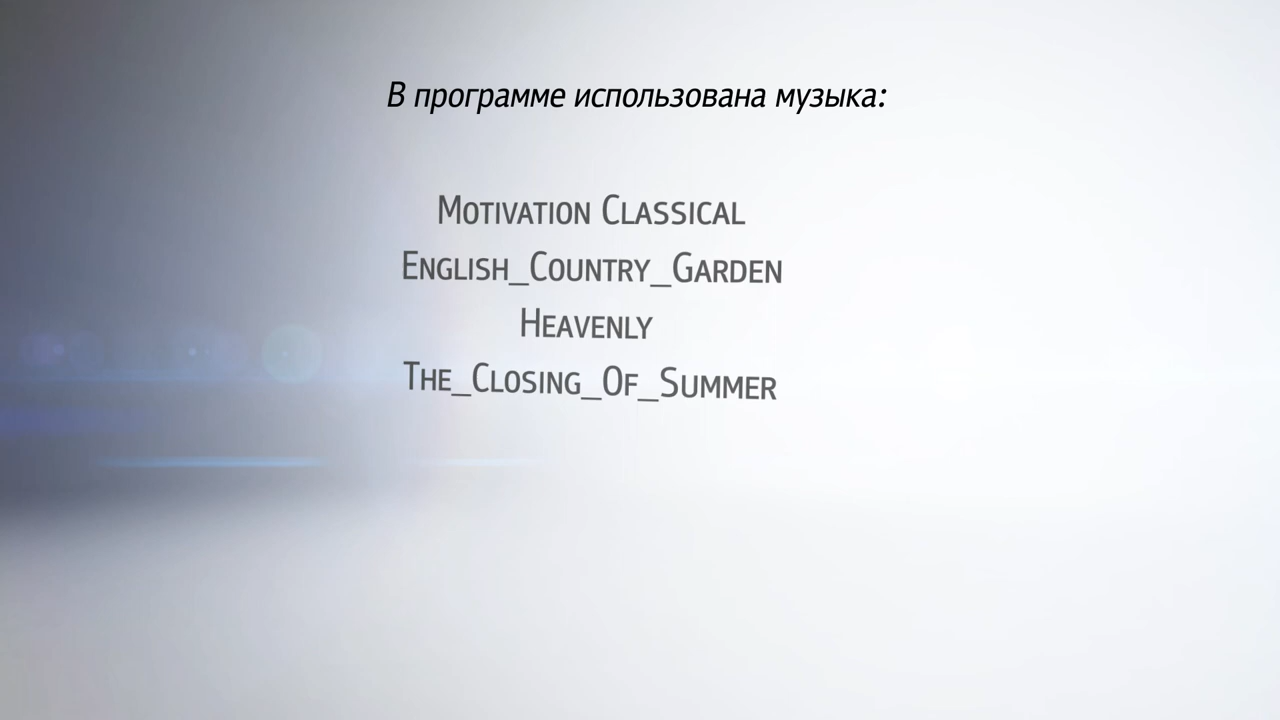 В программе использована музыка:
Motivation Classical
English_Country_Garden
Heavenly
The_Closing_Of_Summer